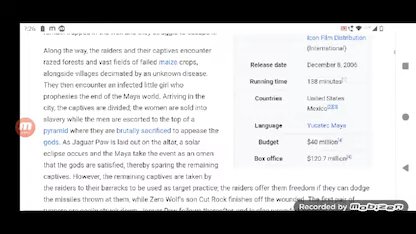 7:26
Along the way, the raiders and their captives encounter
razed forests and vast fields of failed maize crops,
alongside villages decimated by an unknown disease.
They then encounter an infected little girl who
prophesies the end of the Maya world. Arriving in
the city, the captives are divided; the women are sold
into slavery while the men are escorted to the top of a
pyramid where they are brutally sacrificed to appease the
gods. As Jaguar Paw is laid out on the altar, a solar
eclipse occurs and the Maya take the event as an omen
that the gods are satisfied, thereby sparing the remaining
captives. However, the remaining captives are taken by
the raiders to their barracks to be used as target practice; the raiders offer them freedom if they can dodge
the missiles thrown at them, while Zero Wolf's son Cut Rock finishes off the wounded. The first pair of
Icon Film Distribution
(International)
Release date December 8, 2006
Running time 138 minutes
Countries United States
Mexico
Language Yucatec Maya
Budget $40 million
Box office $120.7 million
Recorded by Mobizen